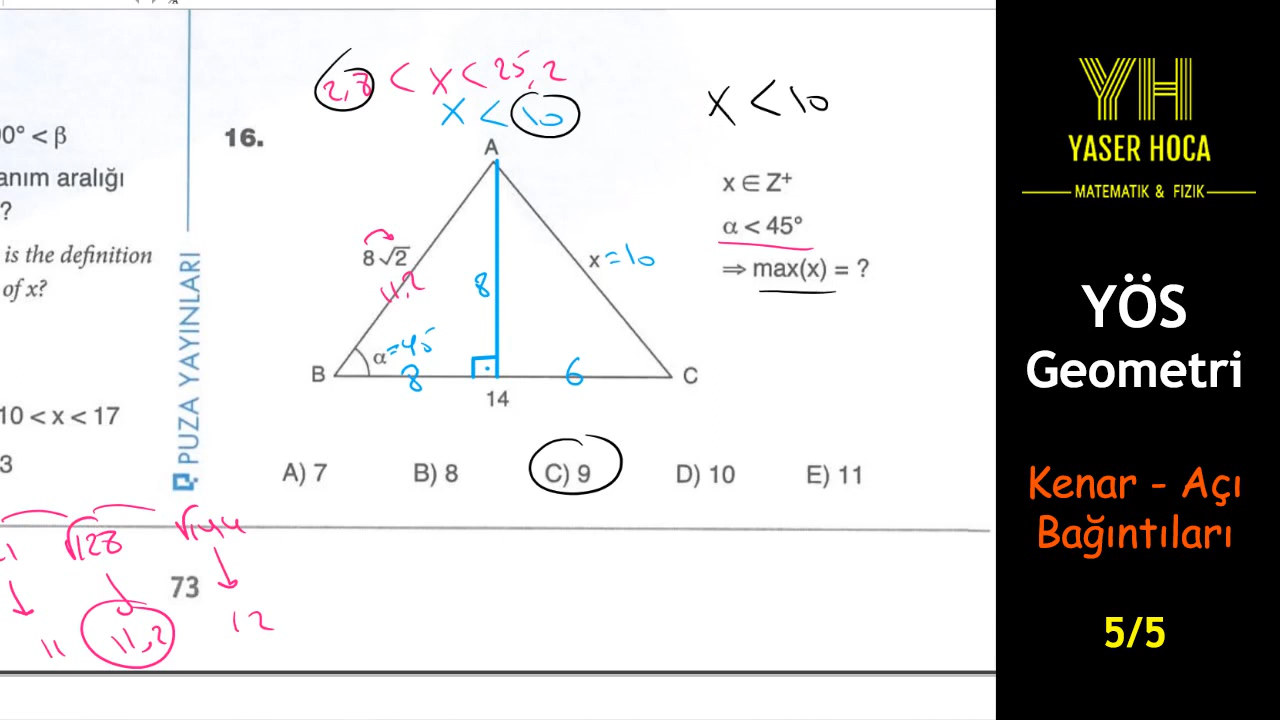 2,8 < x < 25,2
x < 10
x < 10
16.
0° < β
anım aralığı
?
is the definition
of x?
PUZA YAYINLARI
10 < x < 17
3
A
8√2
11,2
8
x = 10
B
α = 45
8
6
C
14
x ∈ Z⁺
α < 45°
⇒ max(x) = ?
A) 7 B) 8 C) 9 D) 10 E) 11
√128 √144
73
11 11,2 12
YH
YASER HOCA
MATEMATIK & FIZIK
YÖS
Geometri
Kenar - Açı
Bağıntıları
5/5